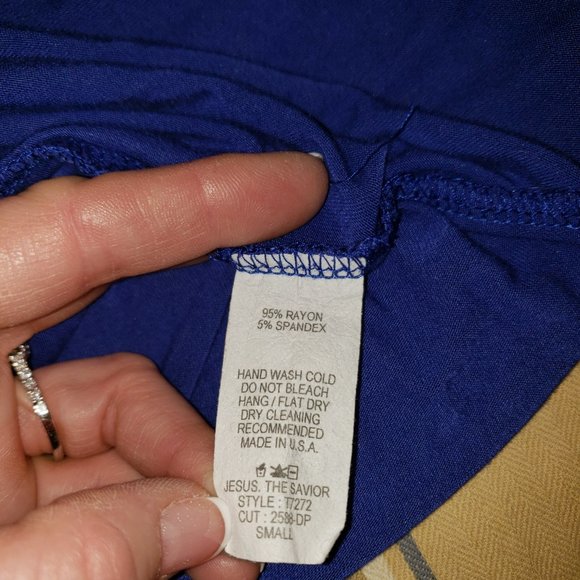 95% RAYON
5% SPANDEX
HAND WASH COLD
DO NOT BLEACH
HANG / FLAT DRY
DRY CLEANING
RECOMMENDED
MADE IN U.S.A.
JESUS. THE SAVIOR
STYLE : T7272
CUT : 2588-DP
SMALL